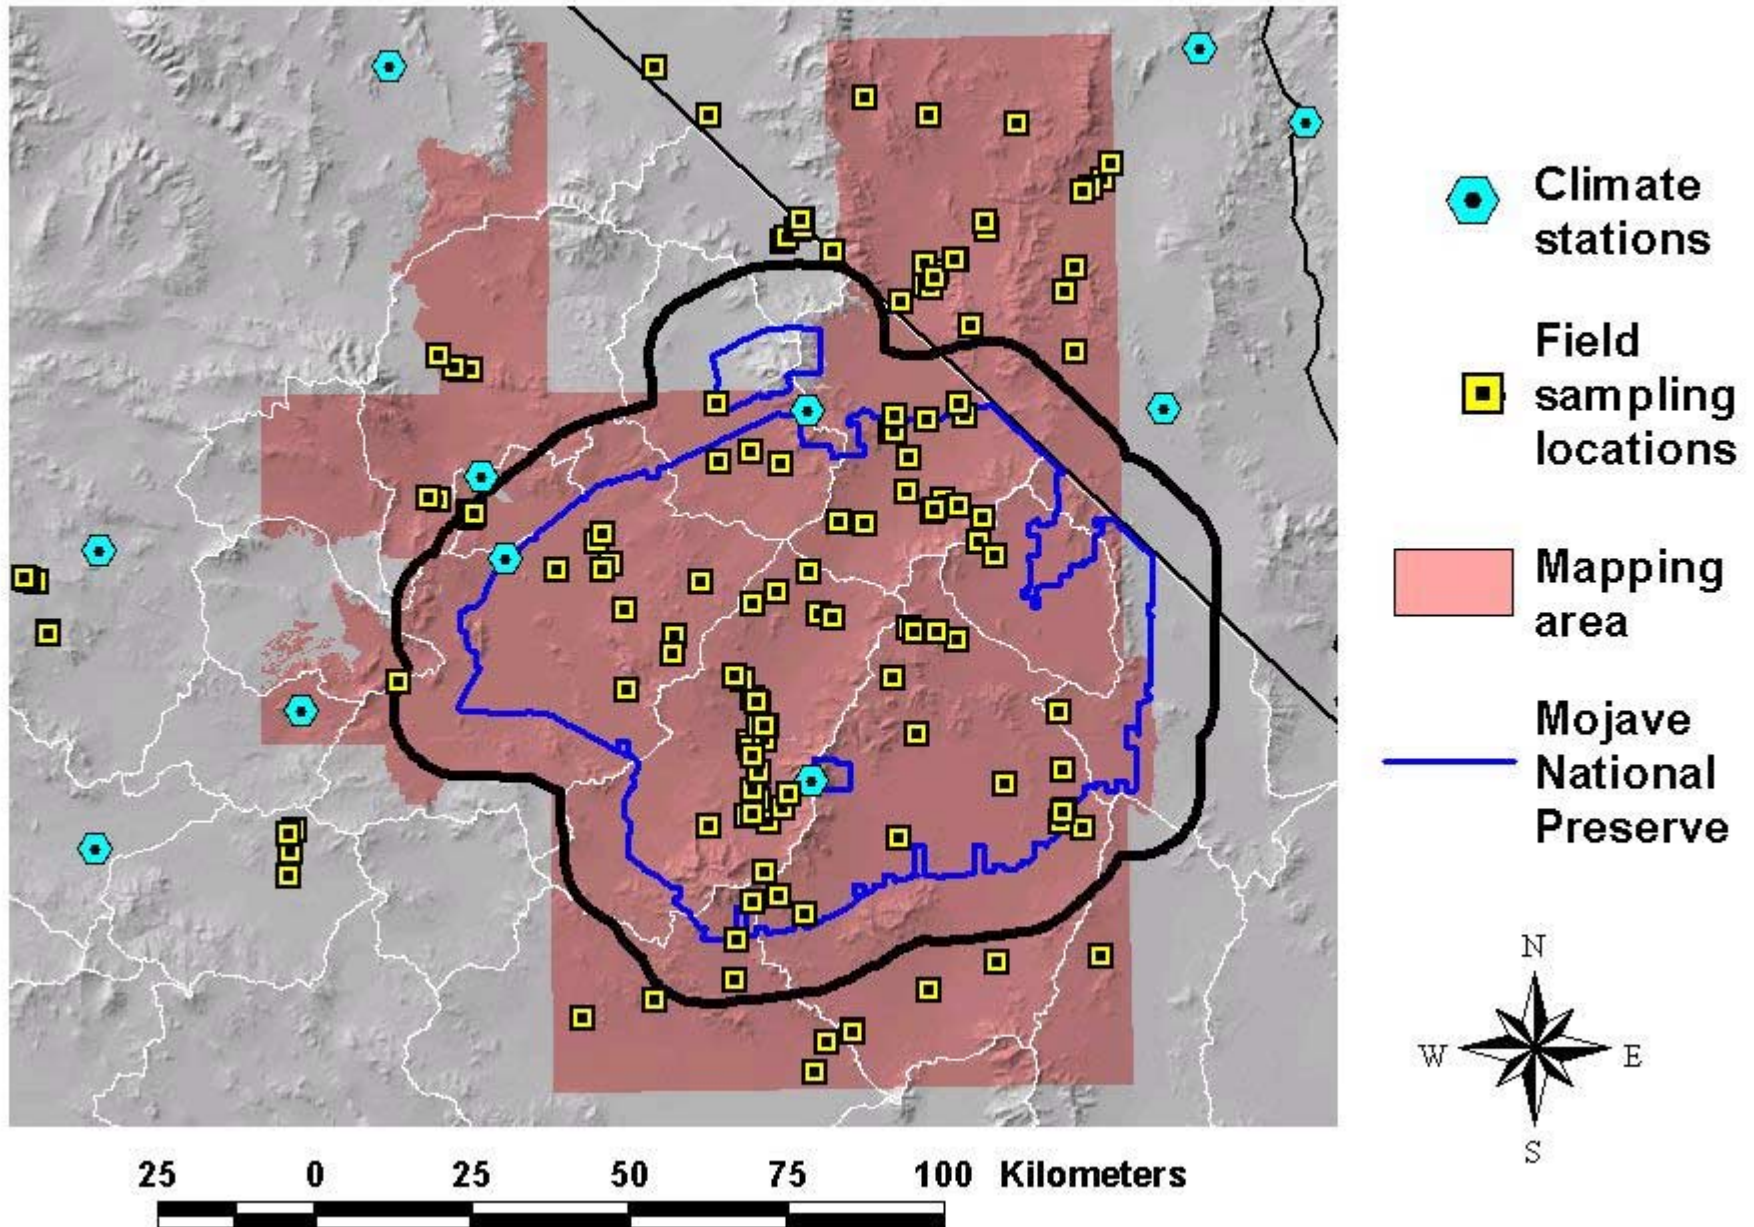 Climate
stations
Field
sampling
locations
Mapping
area
Mojave
National
Preserve
N
W E
S
25 0 25 50 75 100 Kilometers